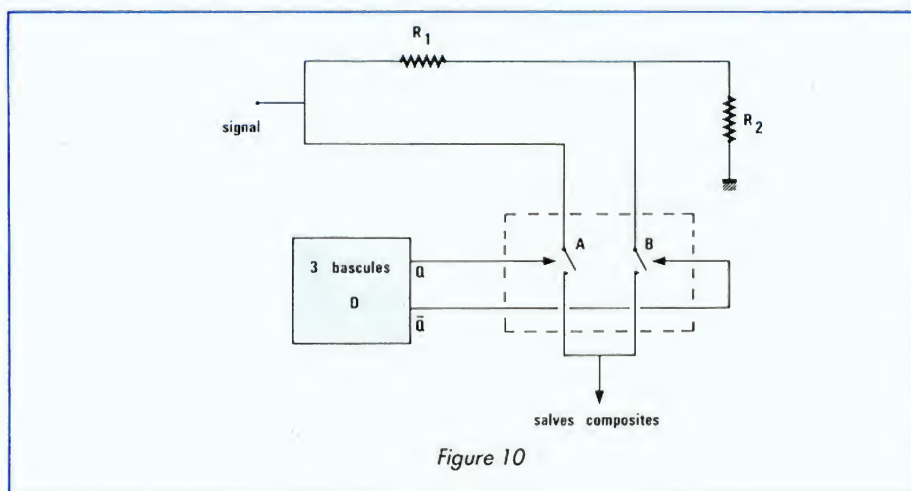 R1
signal
R2
A
B
3 bascules
D
Q
Q̄
salves composites
Figure 10